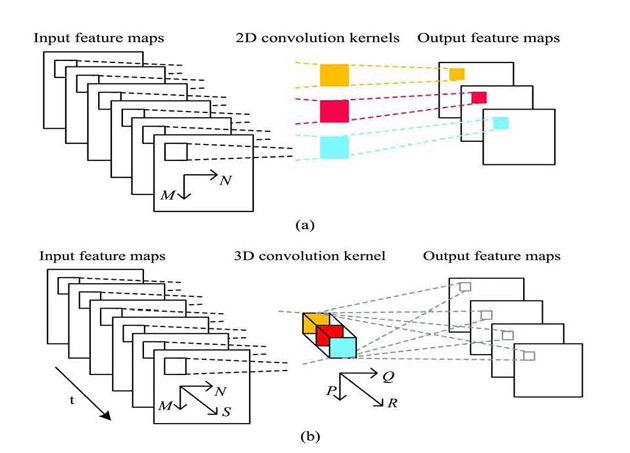 Input feature maps 2D convolution kernels Output feature maps
N
M
(a)
Input feature maps 3D convolution kernel Output feature maps
t
N
M
S
Q
P
R
(b)